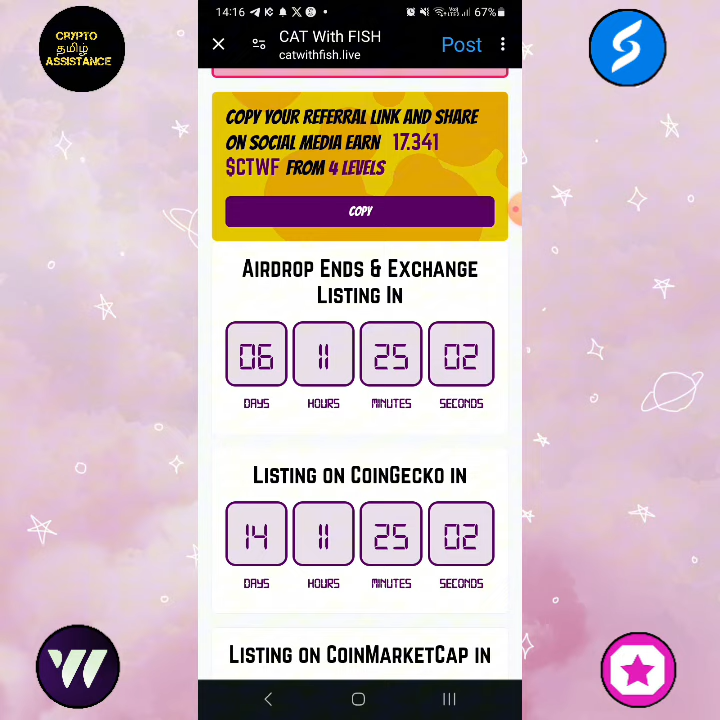 CRYPTO
தமிழ்
ASSISTANCE
14:16
67%
CAT With FISH
catwithfish.live
Post
COPY YOUR REFERRAL LINK AND SHARE
ON SOCIAL MEDIA EARN 17.341
$CTWF FROM 4 LEVELS
COPY
AIRDROP ENDS & EXCHANGE
LISTING IN
06 11 25 02
DAYS HOURS MINUTES SECONDS
LISTING ON COINGECKO IN
14 11 25 02
DAYS HOURS MINUTES SECONDS
LISTING ON COINMARKETCAP IN